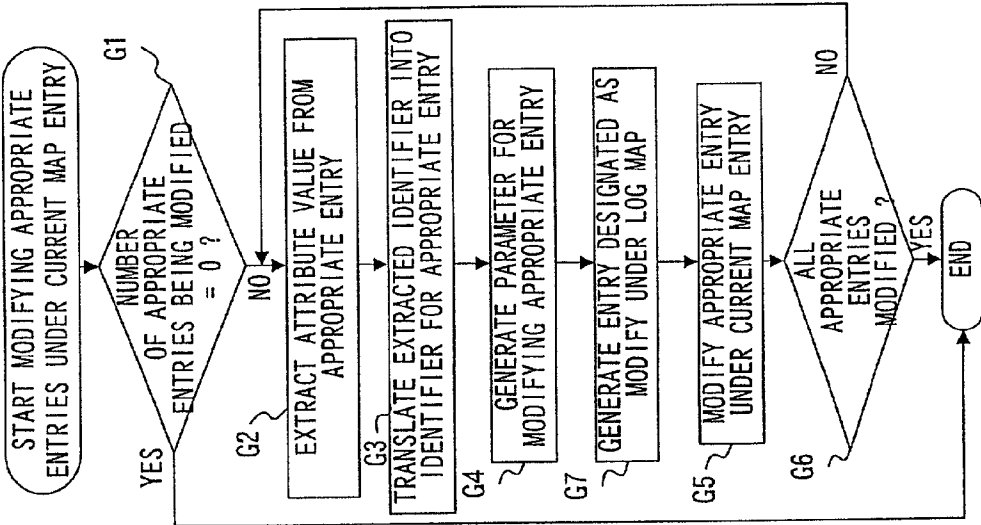 START MODIFYING APPROPRIATE
ENTRIES UNDER CURRENT MAP ENTRY
G1
NUMBER
OF APPROPRIATE
ENTRIES BEING MODIFIED
= 0 ?
YES
NO
G2
EXTRACT ATTRIBUTE VALUE FROM
APPROPRIATE ENTRY
G3
TRANSLATE EXTRACTED IDENTIFIER INTO
IDENTIFIER FOR APPROPRIATE ENTRY
G4
GENERATE PARAMETER FOR
MODIFYING APPROPRIATE ENTRY
G7
GENERATE ENTRY DESIGNATED AS
MODIFY UNDER LOG MAP
G5
MODIFY APPROPRIATE ENTRY
UNDER CURRENT MAP ENTRY
G6
ALL
APPROPRIATE
ENTRIES
MODIFIED ?
NO
YES
END